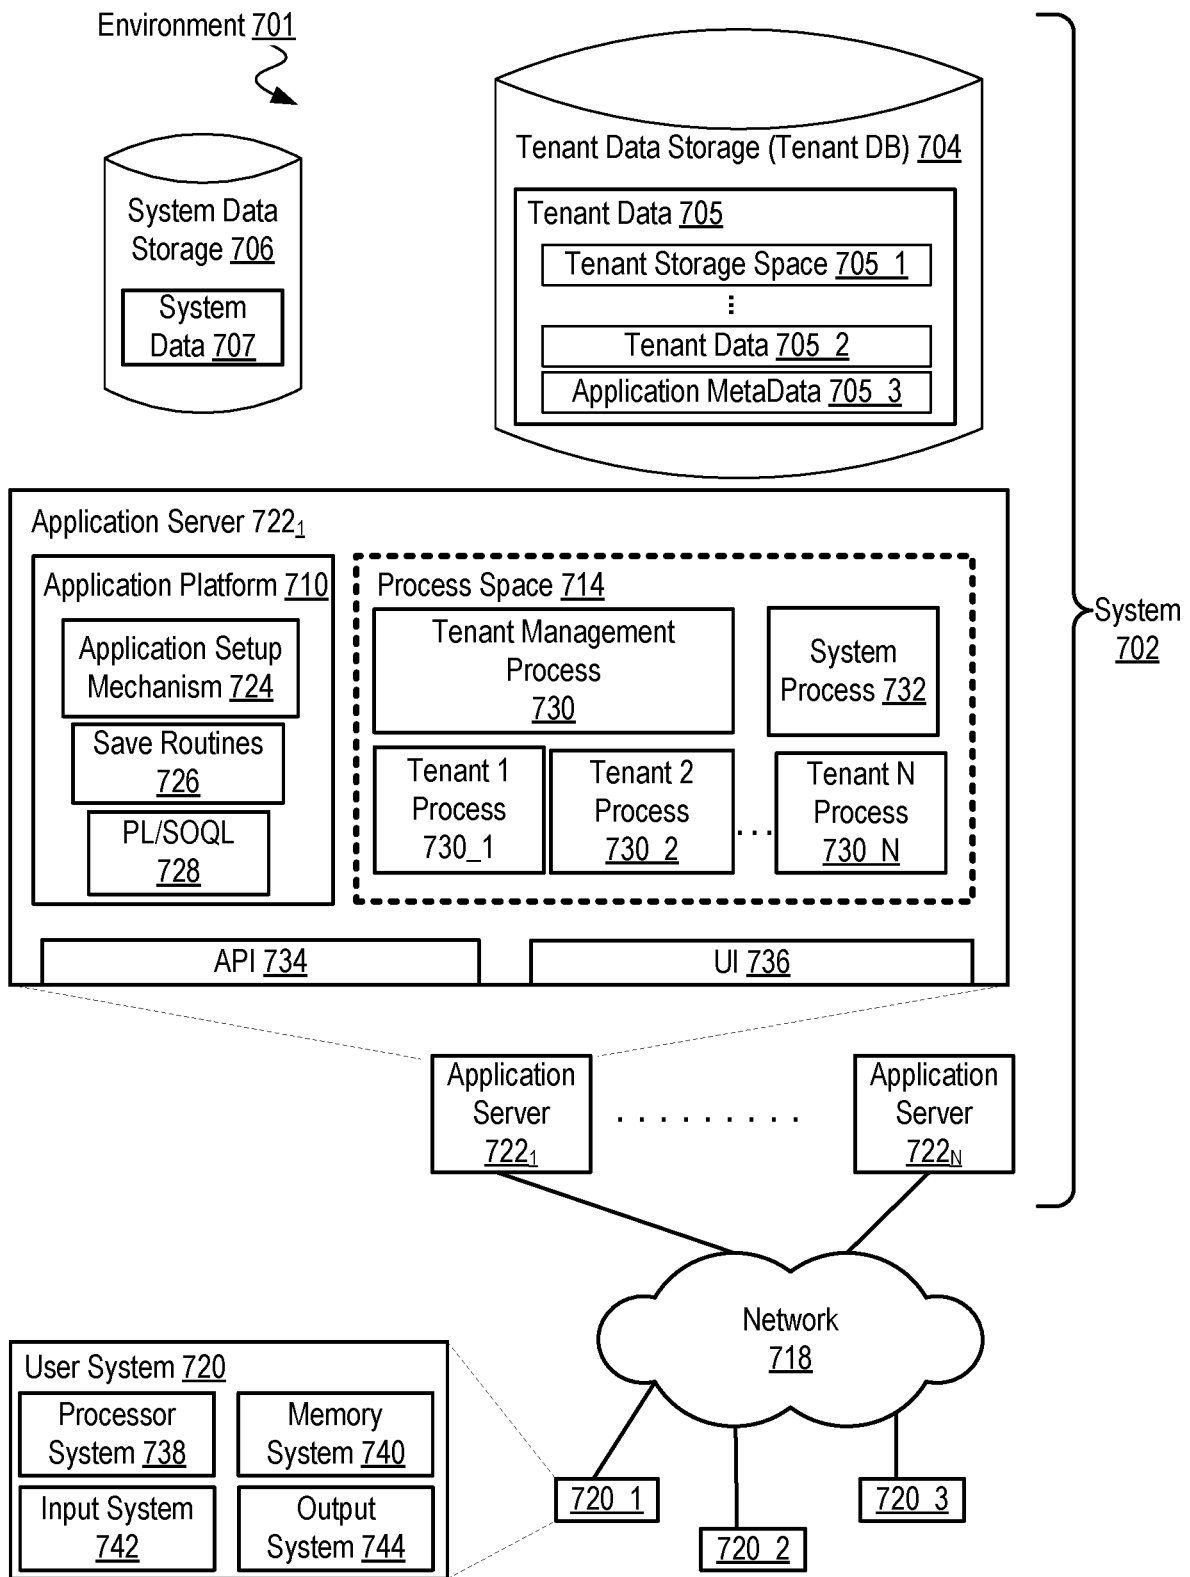 Environment 701
Tenant Data Storage (Tenant DB) 704
System Data
Storage 706
System
Data 707
Tenant Data 705
Tenant Storage Space 705_1
Tenant Data 705_2
Application MetaData 705_3
System
702
Application Server 722₁
Application Platform 710
Application Setup
Mechanism 724
Save Routines
726
PL/SOQL
728
Process Space 714
Tenant Management
Process
730
System
Process 732
Tenant 1
Process
730_1
Tenant 2
Process
730_2
...
Tenant N
Process
730_N
API 734
UI 736
Application
Server
722₁
. . . . . . . . .
Application
Server
722N
Network
718
User System 720
Processor
System 738
Memory
System 740
Input System
742
Output
System 744
720_1
720_2
720_3